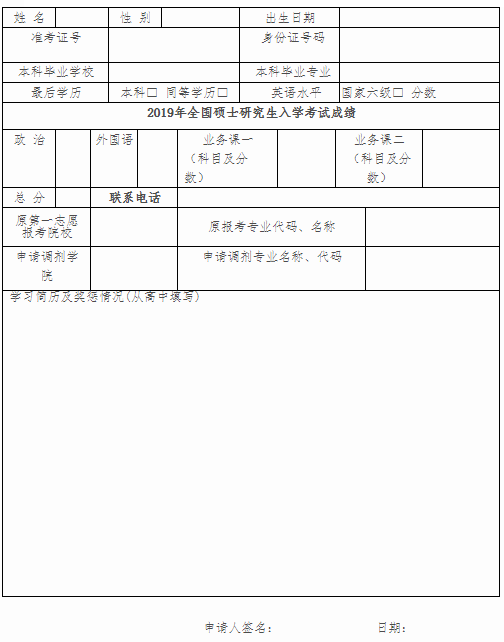 姓 名 性 别 出生日期
准考证号 身份证号码
本科毕业学校 本科毕业专业
最后学历 本科□ 同等学历□ 英语水平 国家六级□ 分数
2019年全国硕士研究生入学考试成绩
政 治 外国语 业务课一 业务课二
（科目及分 （科目及分
数） 数）
总 分 联系电话
原第一志愿
报考院校 原报考专业代码、名称
申请调剂学 申请调剂专业名称、代码
院
学习简历及奖惩情况(从高中填写)
申请人签名： 日期：